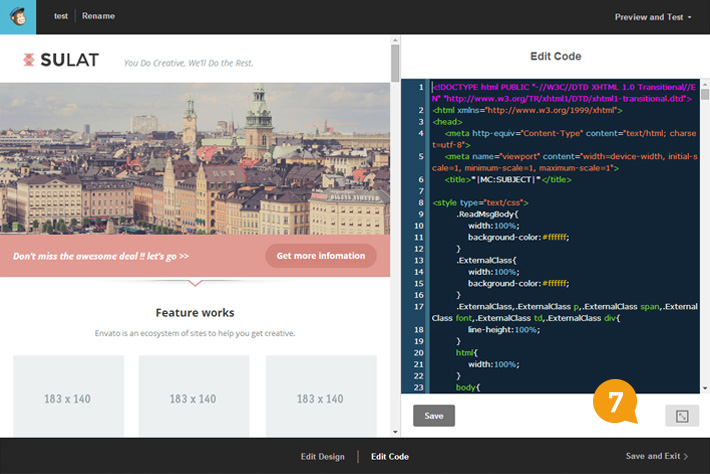 test
Rename
Preview and Test
SULAT
You Do Creative, We'll Do the Rest.
Don't miss the awesome deal !! let's go >>
Get more infomation
Feature works
Envato is an ecosystem of sites to help you get creative.
183 x 140
183 x 140
183 x 140
Edit Code
1 <!DOCTYPE html PUBLIC "-//W3C//DTD XHTML 1.0 Transitional//E
N" "http://www.w3.org/TR/xhtml1/DTD/xhtml1-transitional.dtd">
2 <html xmlns="http://www.w3.org/1999/xhtml">
3 <head>
4 <meta http-equiv="Content-Type" content="text/html; charse
t=utf-8">
5 <meta name="viewport" content="width=device-width, initial-s
cale=1, minimum-scale=1, maximum-scale=1">
6 <title>*|MC:SUBJECT|*</title>
7
8 <style type="text/css">
9 .ReadMsgBody{
10 width:100%;
11 background-color:#ffffff;
12 }
13 .ExternalClass{
14 width:100%;
15 background-color:#ffffff;
16 }
17 .ExternalClass,.ExternalClass p,.ExternalClass span,.External
Class font,.ExternalClass td,.ExternalClass div{
18 line-height:100%;
19 }
20 html{
21 width:100%;
22 }
23 body{
Save
7
Edit Design
Edit Code
Save and Exit >